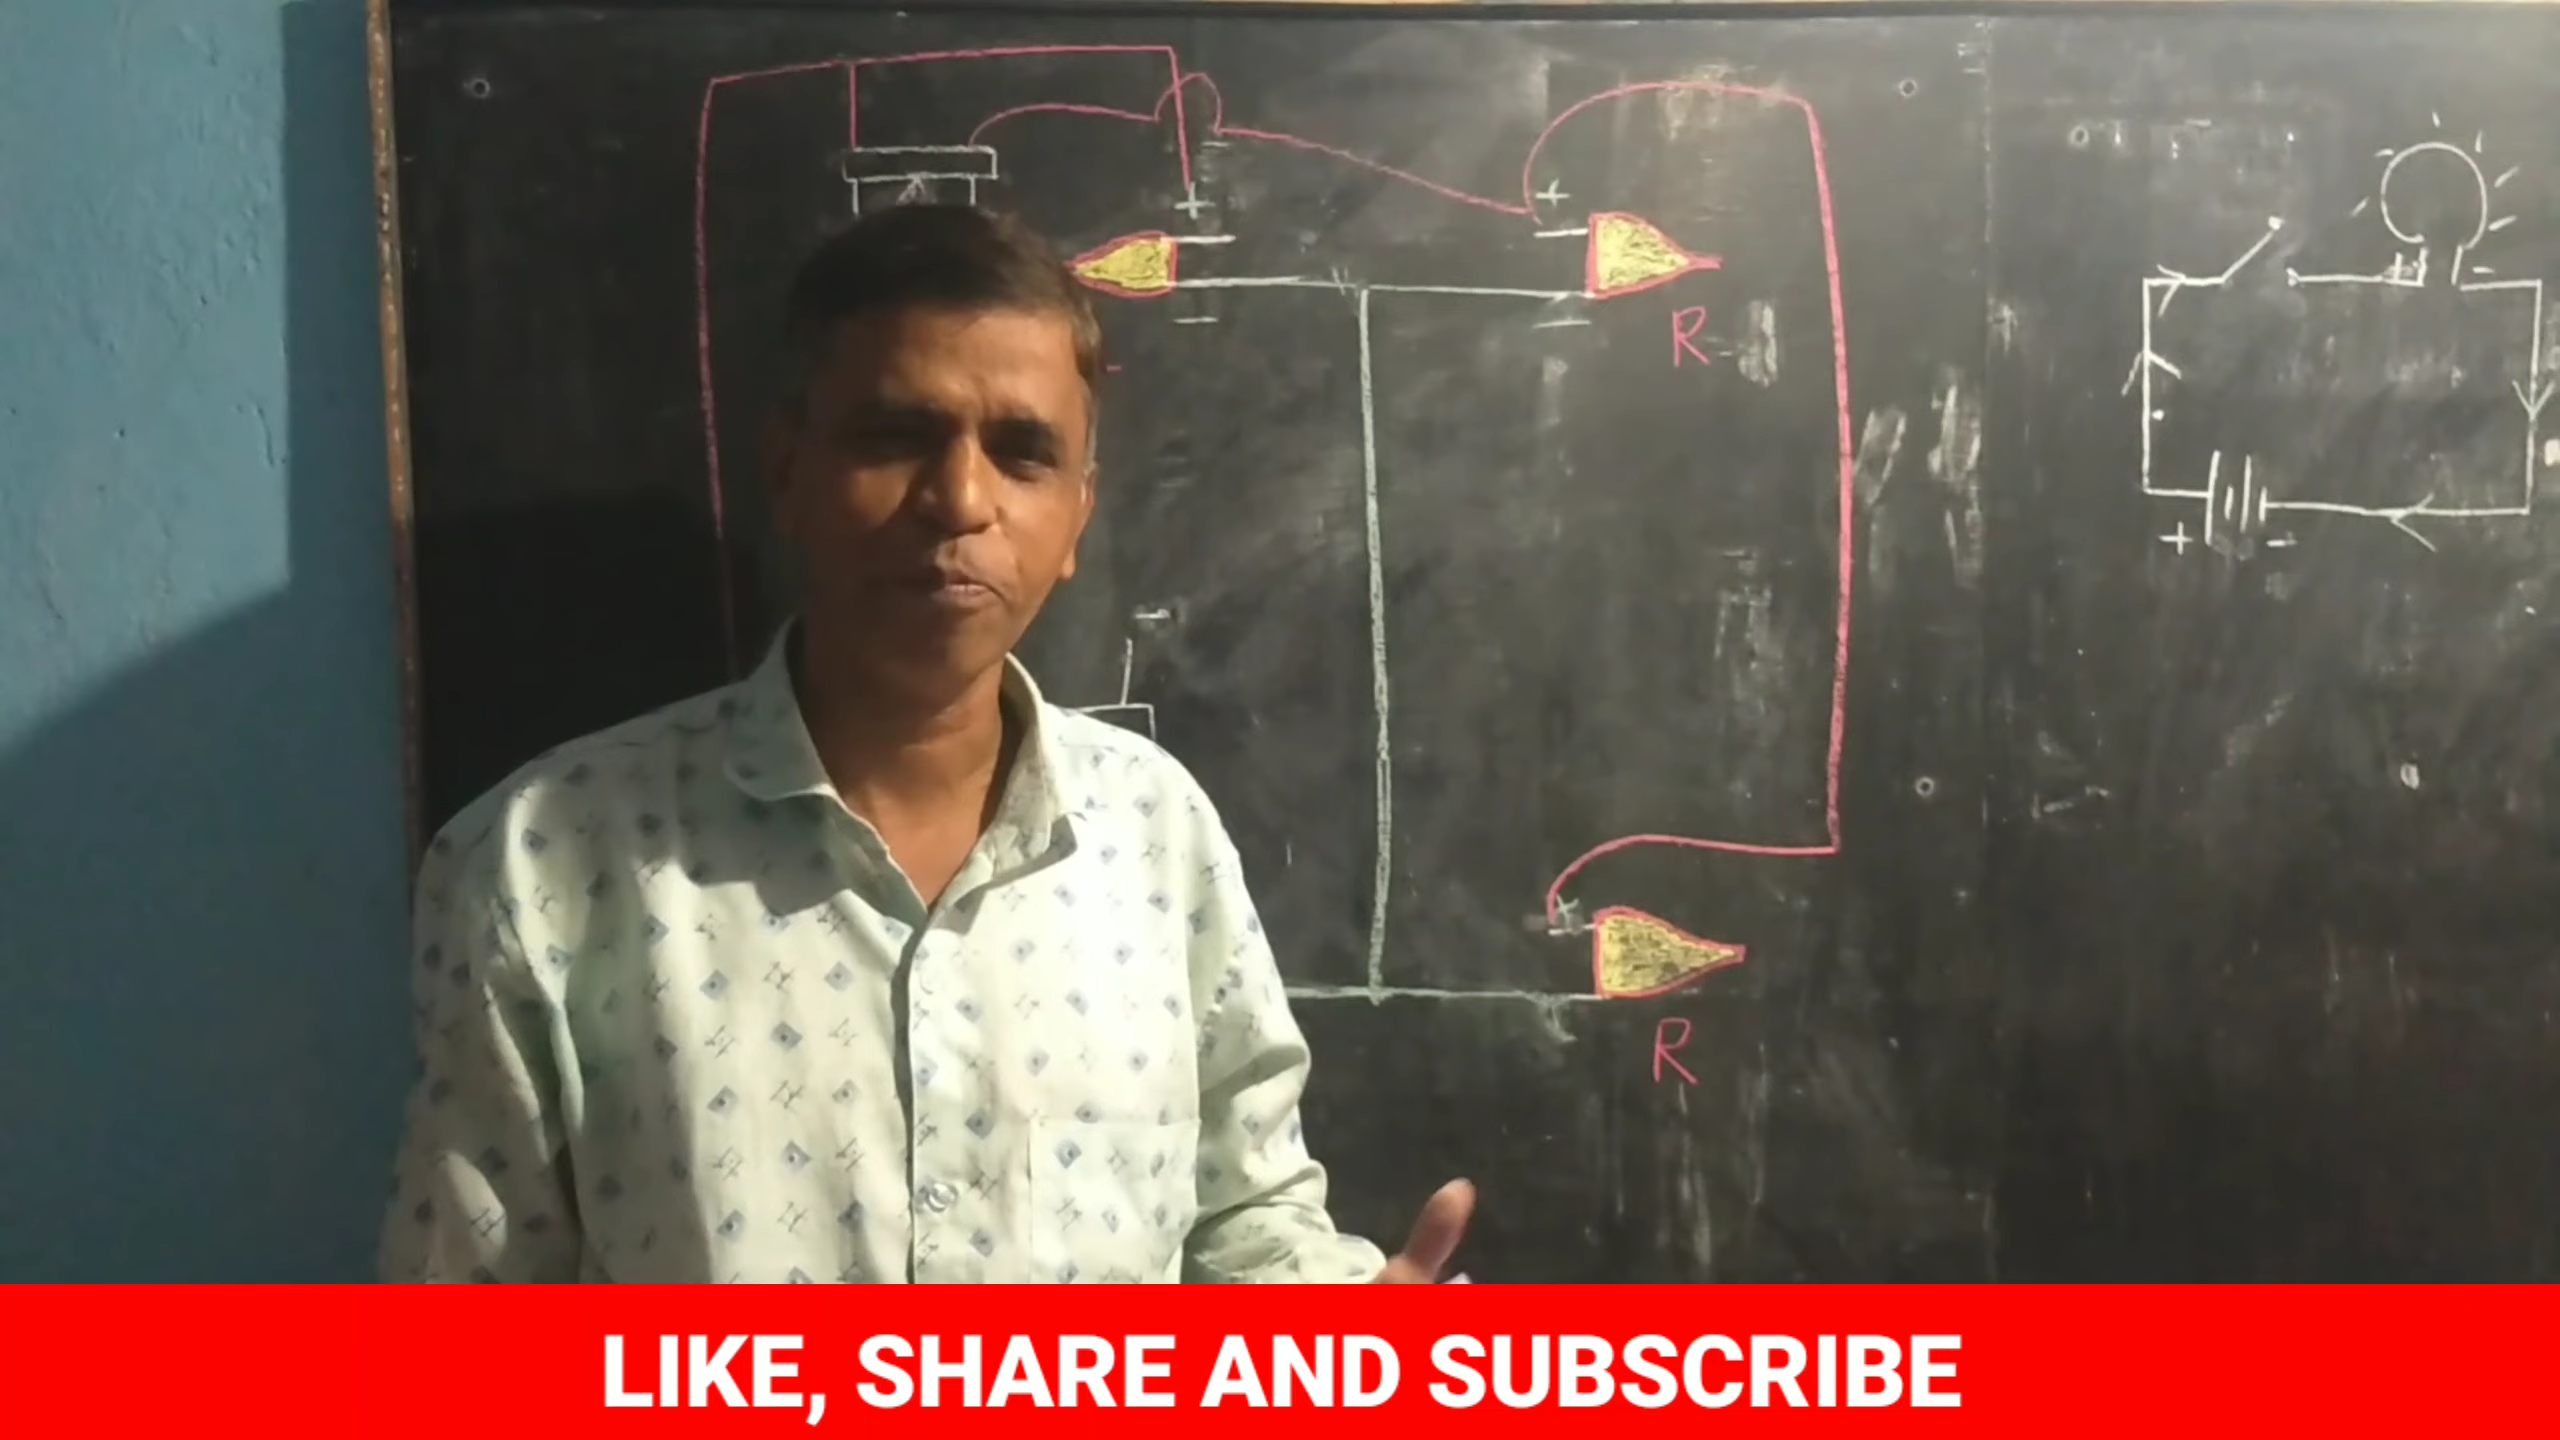 +
+
R
+
-
+ -
+
R
LIKE, SHARE AND SUBSCRIBE